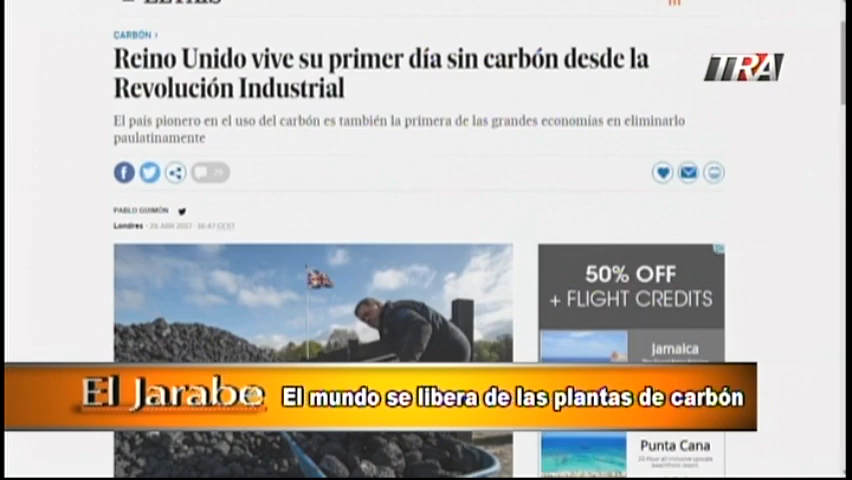 CARBÓN ›
Reino Unido vive su primer día sin carbón desde la
Revolución Industrial
TRA
El país pionero en el uso del carbón es también la primera de las grandes economías en eliminarlo
paulatinamente
PABLO GUIMÓN
Londres
50% OFF
+ FLIGHT CREDITS
Jamaica
El Jarabe
El mundo se libera de las plantas de carbón
Punta Cana